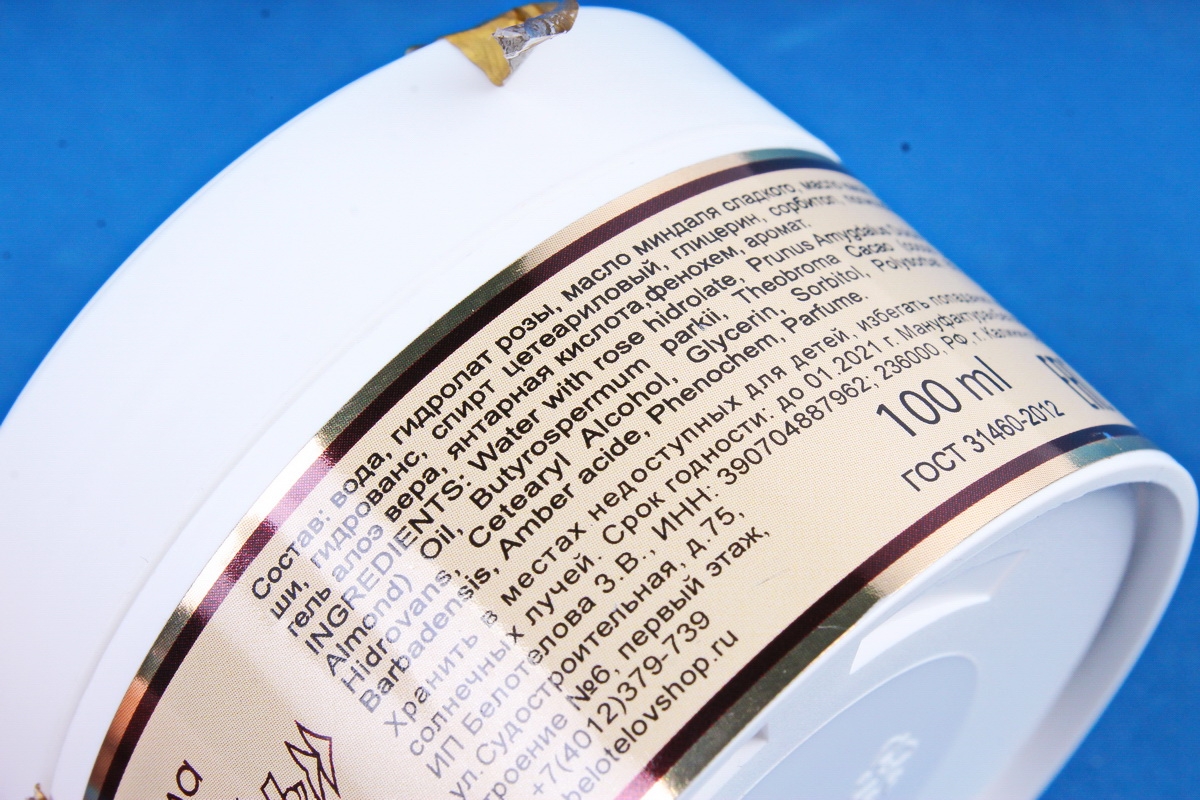 Состав: вода, гидролат розы, масло миндаля сладкого, масло
ши, гидрованс, спирт цетеариловый, глицерин, сорбитол,
гель алоэ вера, янтарная кислота,фенохем, аромат.
INGREDIENTS: Water with rose hidrolate, Prunus Amygdalus
Almond) Oil, Butyrospermum parkii, Theobroma Cacao
Hidrovans, Cetearyl Alcohol, Glycerin, Sorbitol,
Barbadensis, Amber acide, Phenochem, Parfume.
Хранить в местах недоступных для детей, избегать
солнечных лучей. Срок годности: до 01.2021 г.
ИП Белотелова З.В., ИНН: 390704887962; 236000, РФ, г.
ул.Судостроительная, д.75,
троение №6, первый этаж,
+7(4012)379-739
belotelovshop.ru
100 ml
ГОСТ 31460-2012